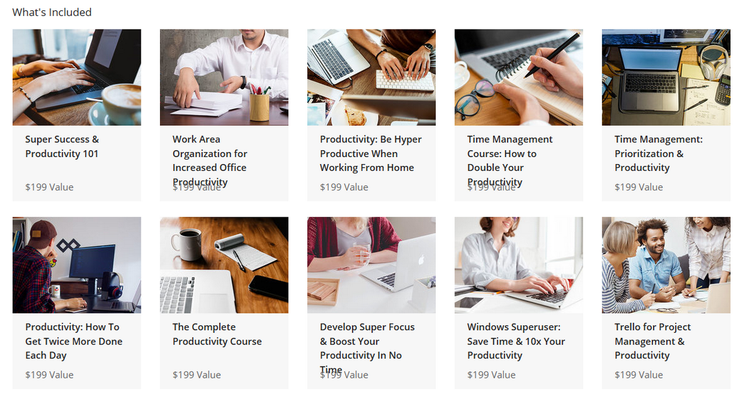 What's Included
Super Success &
Productivity 101
$199 Value
Work Area
Organization for
Increased Office
Productivity
$199 Value
Productivity: Be Hyper
Productive When
Working From Home
$199 Value
Time Management
Course: How to
Double Your
Productivity
$199 Value
Time Management:
Prioritization &
Productivity
$199 Value
Productivity: How To
Get Twice More Done
Each Day
$199 Value
The Complete
Productivity Course
$199 Value
Develop Super Focus
& Boost Your
Productivity In No
Time
$199 Value
Windows Superuser:
Save Time & 10x Your
Productivity
$199 Value
Trello for Project
Management &
Productivity
$199 Value